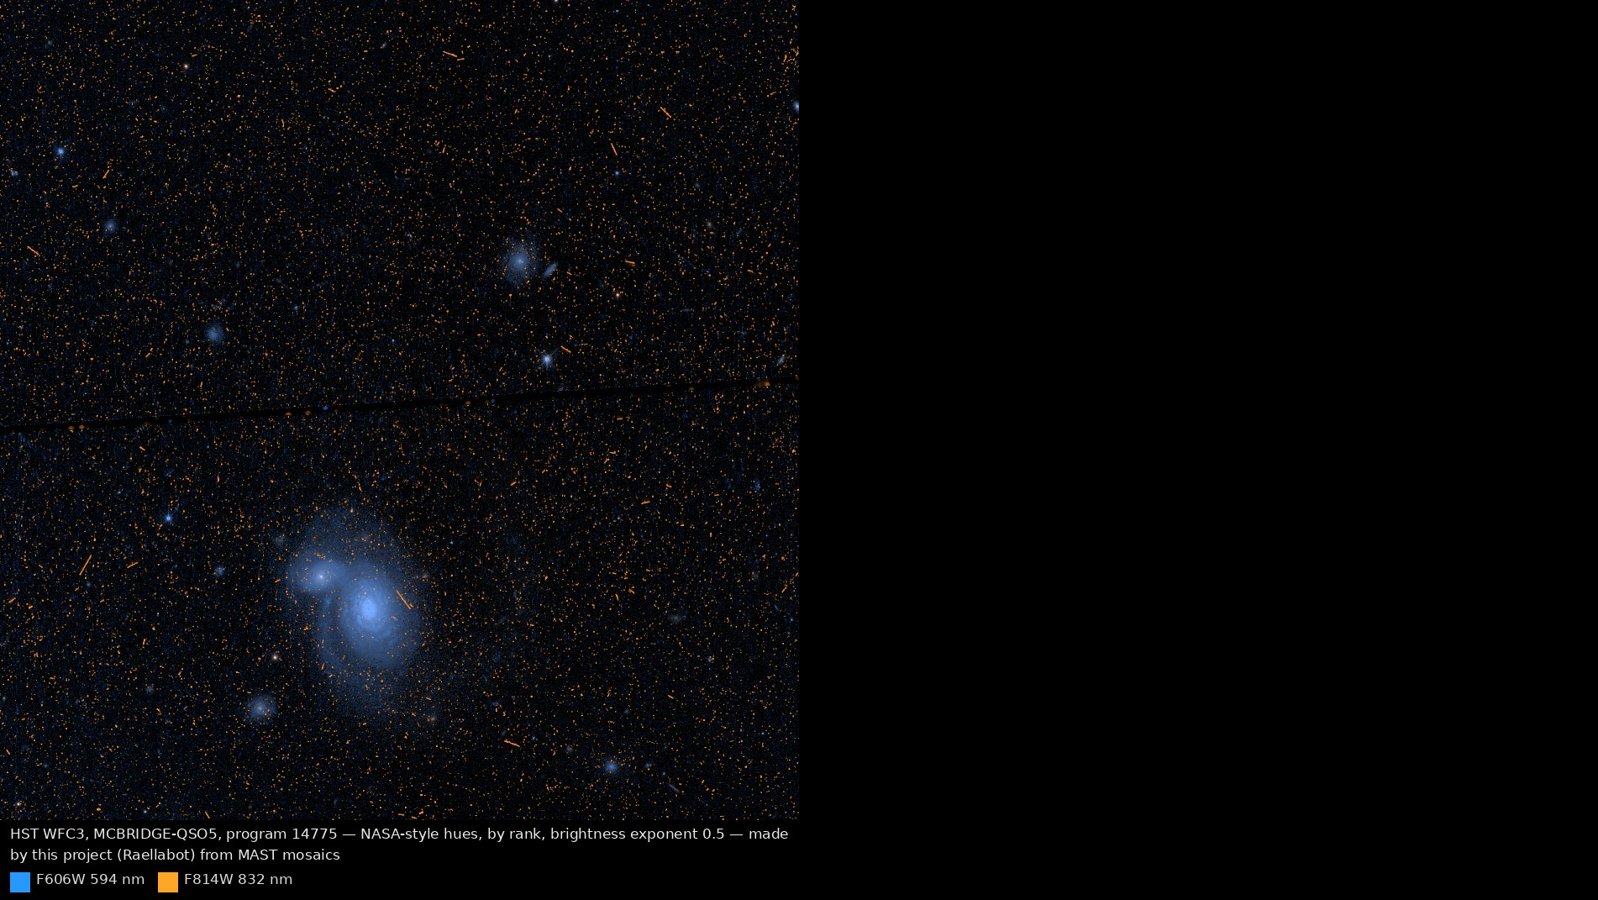 HST WFC3, MCBRIDGE-QSO5, program 14775 — NASA-style hues, by rank, brightness exponent 0.5 — made
by this project (Raellabot) from MAST mosaics
F606W 594 nm F814W 832 nm